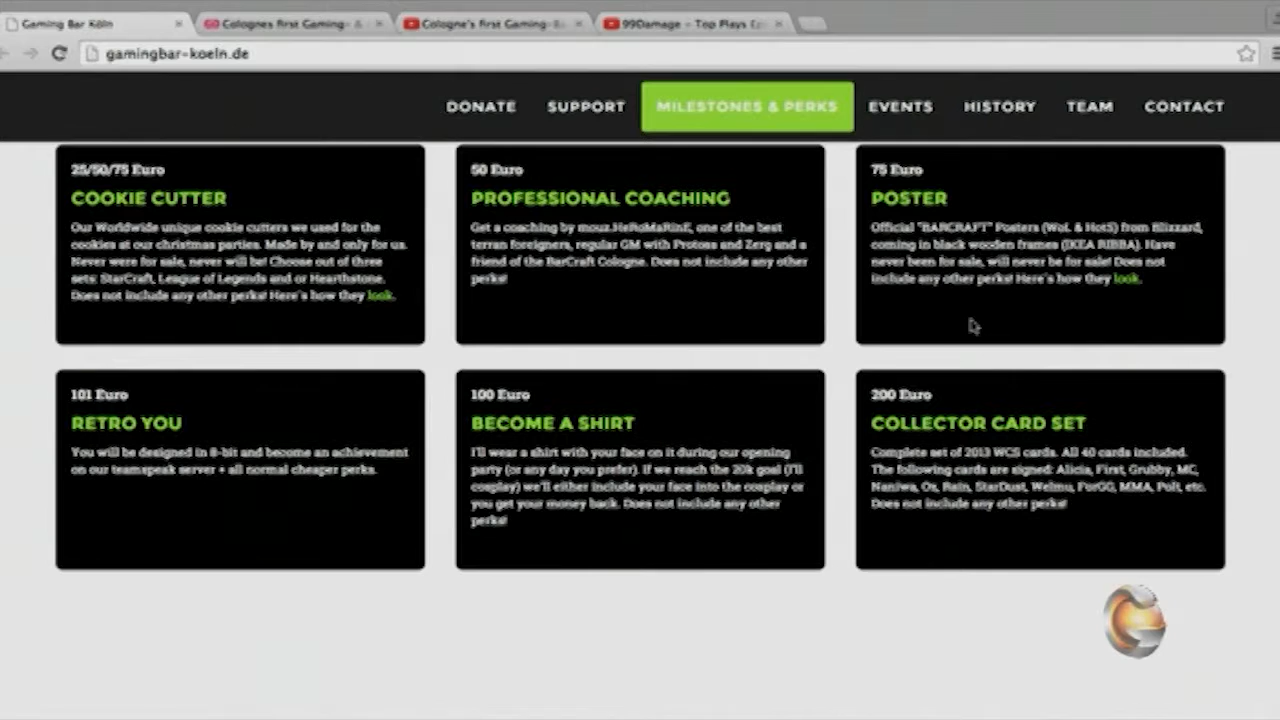 Gaming Bar Köln
Colognes first Gaming- &
Cologne's first Gaming-Ba
99Damage - Top Plays Ep
gamingbar-koeln.de
DONATE SUPPORT MILESTONES & PERKS EVENTS HISTORY TEAM CONTACT
25/50/75 Euro
COOKIE CUTTER
Our Worldwide unique cookie cutters we used for the
cookies at our christmas parties. Made by and only for us.
Never were for sale, never will be! Choose out of three
sets: StarCraft, League of Legends and or Hearthstone.
Does not include any other perks! Here's how they look.
50 Euro
PROFESSIONAL COACHING
Get a coaching by mouz.HeRoMaRinE, one of the best
terran foreigners, regular GM with Protoss and Zerg and a
friend of the BarCraft Cologne. Does not include any other
perks!
75 Euro
POSTER
Official "BARCRAFT" Posters (WoL & HotS) from Blizzard,
coming in black wooden frames (IKEA RIBBA). Have
never been for sale, will never be for sale! Does not
include any other perks! Here's how they look.
101 Euro
RETRO YOU
You will be designed in 8-bit and become an achievement
on our teamspeak server + all normal cheaper perks.
100 Euro
BECOME A SHIRT
I'll wear a shirt with your face on it during our opening
party (or any day you prefer). If we reach the 20k goal (I'll
cosplay) we'll either include your face into the cosplay or
you get your money back. Does not include any other
perks!
200 Euro
COLLECTOR CARD SET
Complete set of 2013 WCS cards. All 40 cards included.
The following cards are signed: Alicia, First, Grubby, MC,
Naniwa, Oz, Rain, StarDust, Welmu, ForGG, MMA, Polt, etc.
Does not include any other perks!